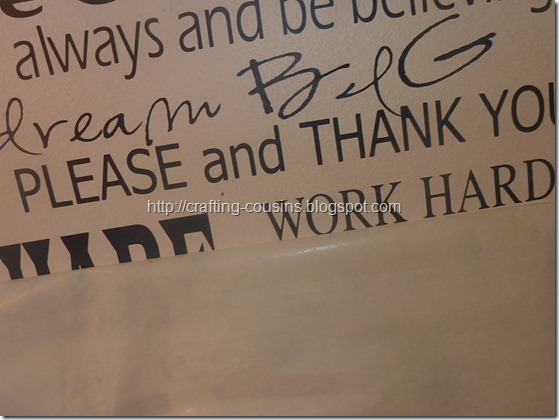 always and be believing
dream BIG
PLEASE and THANK YOU
http://crafting-cousins.blogspot.com/
WORK HARD